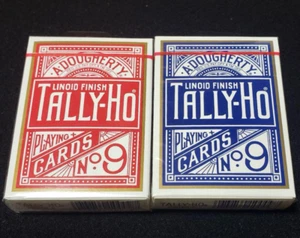 A. DOUGHERTY.
LINOID FINISH
TALLY-HO
PLAYING
CARDS
No. 9
A. DOUGHERTY.
LINOID FINISH
TALLY-HO
PLAYING
CARDS
No. 9